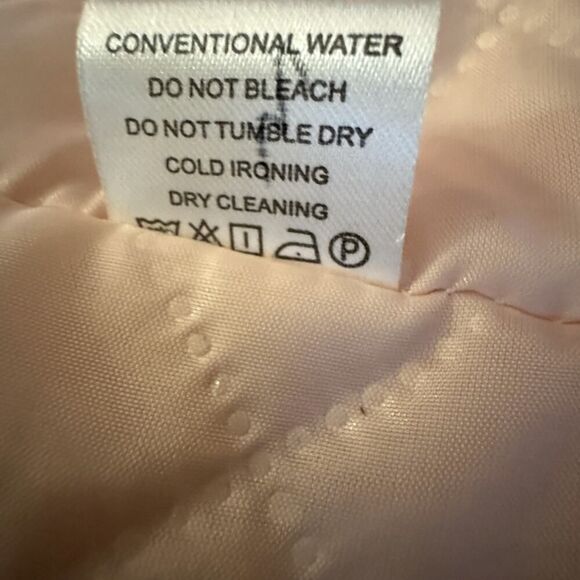 CONVENTIONAL WATER
DO NOT BLEACH
DO NOT TUMBLE DRY
COLD IRONING
DRY CLEANING
P